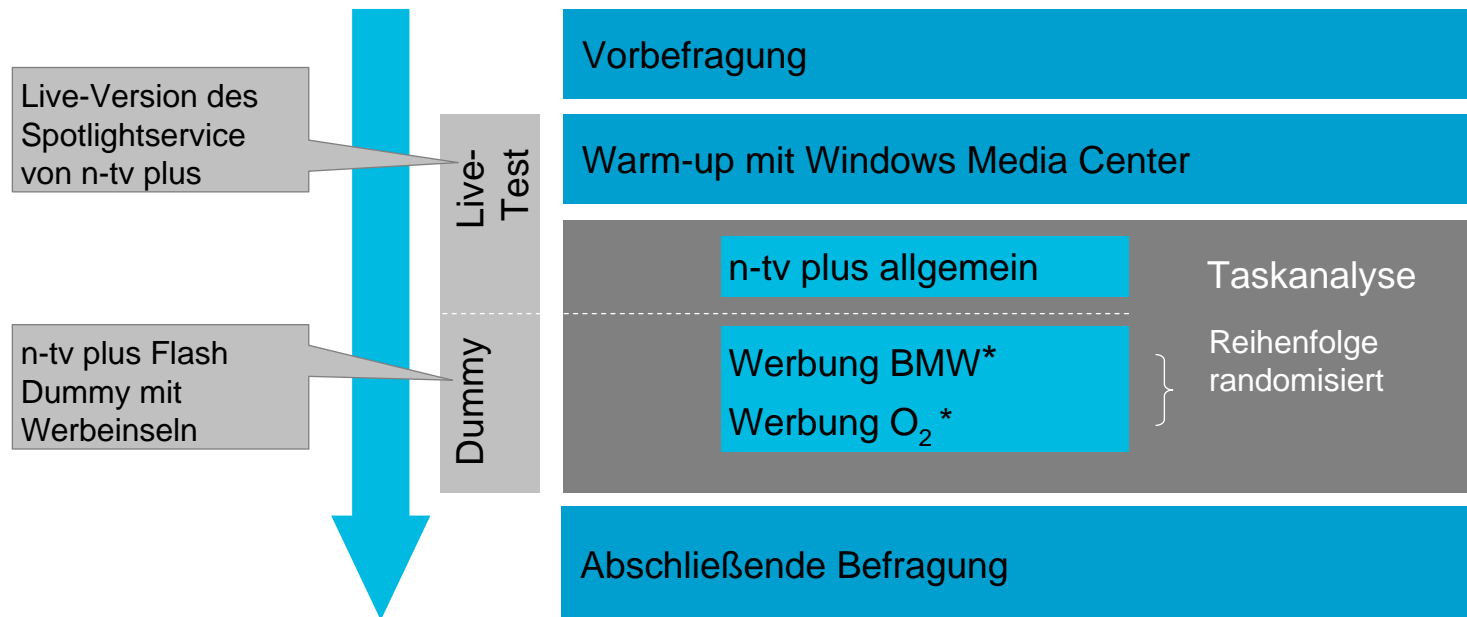 Vorbefragung
Live-Version des
Spotlightservice
von n-tv plus
Live-
Test
Warm-up mit Windows Media Center
n-tv plus allgemein
Taskanalyse
n-tv plus Flash
Dummy mit
Werbeinseln
Dummy
Werbung BMW*
Werbung O₂ *
Reihenfolge
randomisiert
Abschließende Befragung